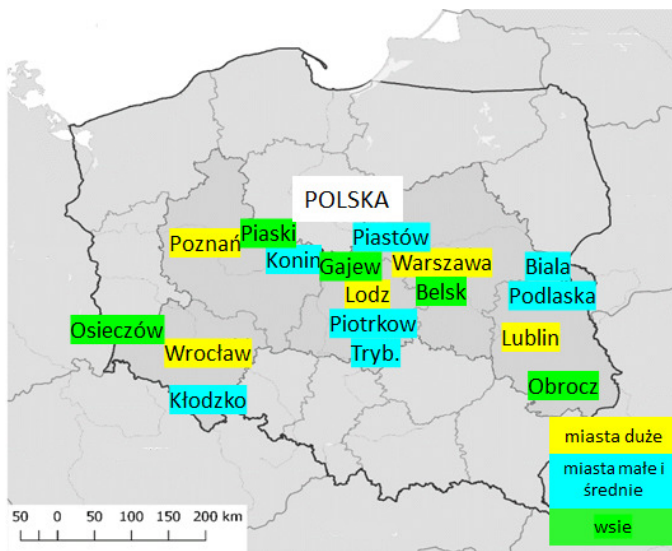 POLSKA
Poznań
Piaski
Konin
Piastów
Gajew
Warszawa
Lodz
Belsk
Biala
Podlaska
Piotrkow
Tryb.
Osieczów
Wrocław
Lublin
Kłodzko
Obrocz
miasta duże
miasta małe i
średnie
wsie
50 0 50 100 150 200 km